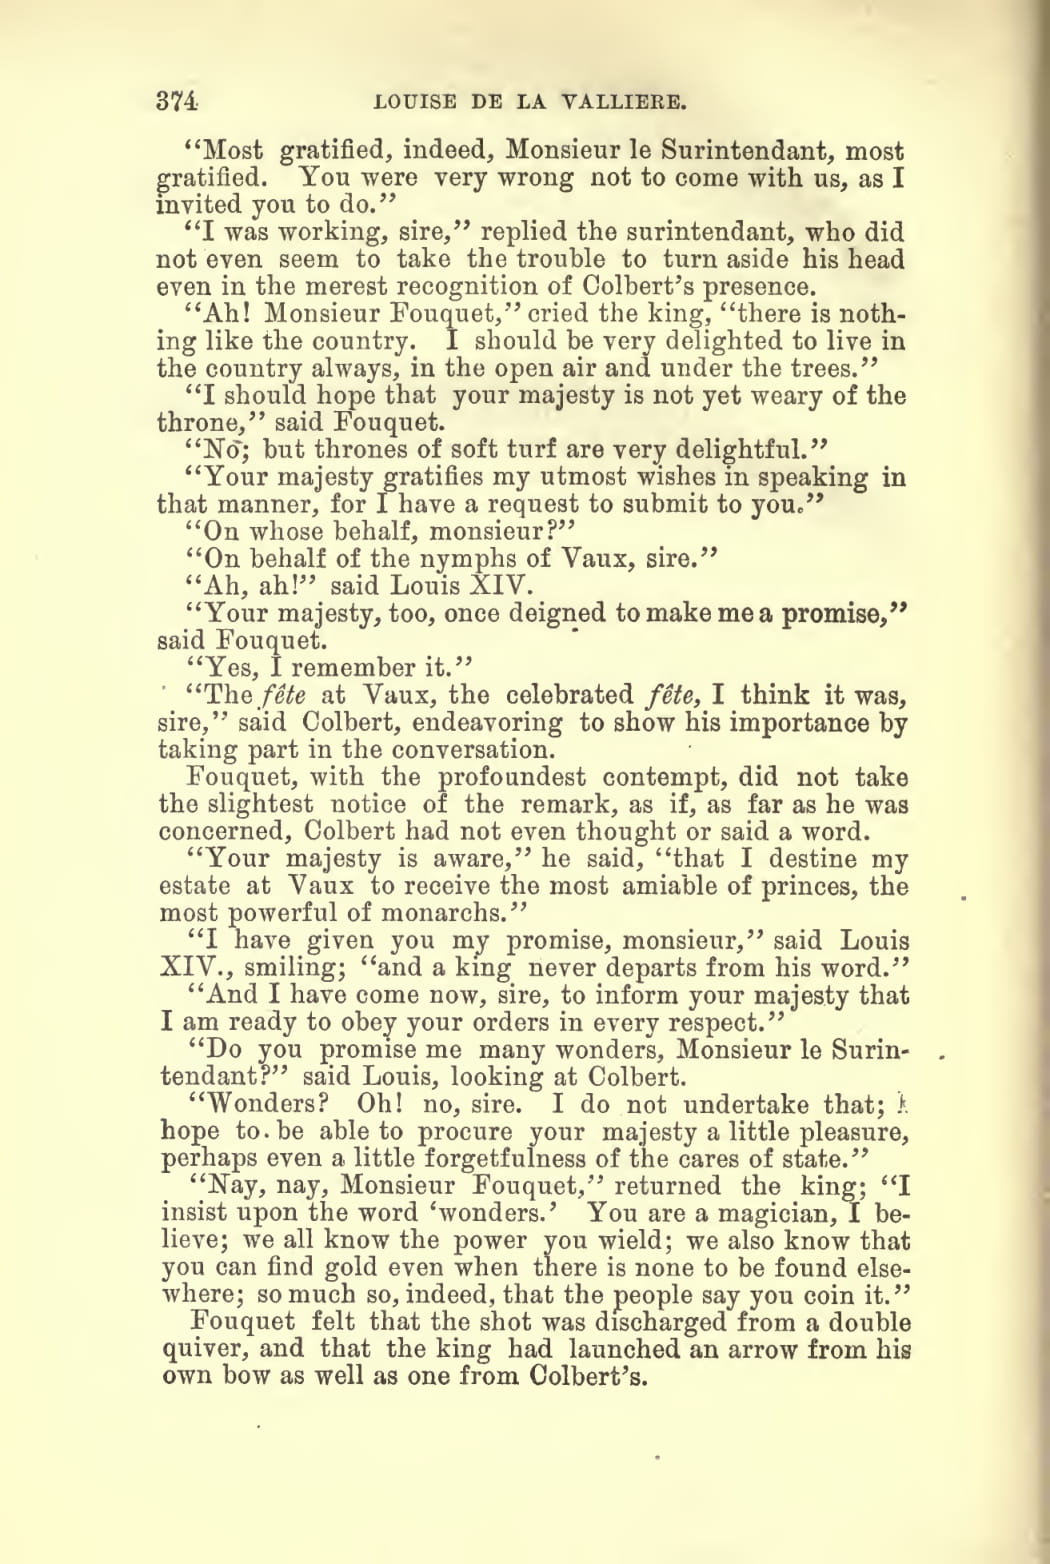 374 LOUISE DE LA VALLIERE.
“Most gratified, indeed, Monsieur le Surintendant, most
gratified. You were very wrong not to come with us, as I
invited you to do.”
“I was working, sire,” replied the surintendant, who did
not even seem to take the trouble to turn aside his head
even in the merest recognition of Colbert’s presence.
“Ah! Monsieur Fouquet,” cried the king, “there is noth-
ing like the country. I should be very delighted to live in
the country always, in the open air and under the trees.”
“I should hope that your majesty is not yet weary of the
throne,” said Fouquet.
“No; but thrones of soft turf are very delightful.”
“Your majesty gratifies my utmost wishes in speaking in
that manner, for I have a request to submit to you.”
“On whose behalf, monsieur?”
“On behalf of the nymphs of Vaux, sire.”
“Ah, ah!” said Louis XIV.
“Your majesty, too, once deigned to make me a promise,”
said Fouquet.
“Yes, I remember it.”
“The fête at Vaux, the celebrated fête, I think it was,
sire,” said Colbert, endeavoring to show his importance by
taking part in the conversation.
Fouquet, with the profoundest contempt, did not take
the slightest notice of the remark, as if, as far as he was
concerned, Colbert had not even thought or said a word.
“Your majesty is aware,” he said, “that I destine my
estate at Vaux to receive the most amiable of princes, the
most powerful of monarchs.”
“I have given you my promise, monsieur,” said Louis
XIV., smiling; “and a king never departs from his word.”
“And I have come now, sire, to inform your majesty that
I am ready to obey your orders in every respect.”
“Do you promise me many wonders, Monsieur le Surin-
tendant?” said Louis, looking at Colbert.
“Wonders? Oh! no, sire. I do not undertake that; I
hope to be able to procure your majesty a little pleasure,
perhaps even a little forgetfulness of the cares of state.”
“Nay, nay, Monsieur Fouquet,” returned the king; “I
insist upon the word ‘wonders.’ You are a magician, I be-
lieve; we all know the power you wield; we also know that
you can find gold even when there is none to be found else-
where; so much so, indeed, that the people say you coin it.”
Fouquet felt that the shot was discharged from a double
quiver, and that the king had launched an arrow from his
own bow as well as one from Colbert’s.